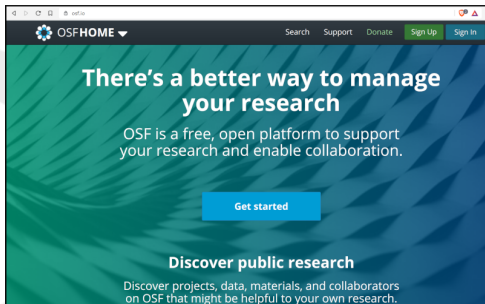 osf.io
OSFHOME
Search Support Donate Sign Up Sign In
There's a better way to manage
your research
OSF is a free, open platform to support
your research and enable collaboration.
Get started
Discover public research
Discover projects, data, materials, and collaborators
on OSF that might be helpful to your own research.